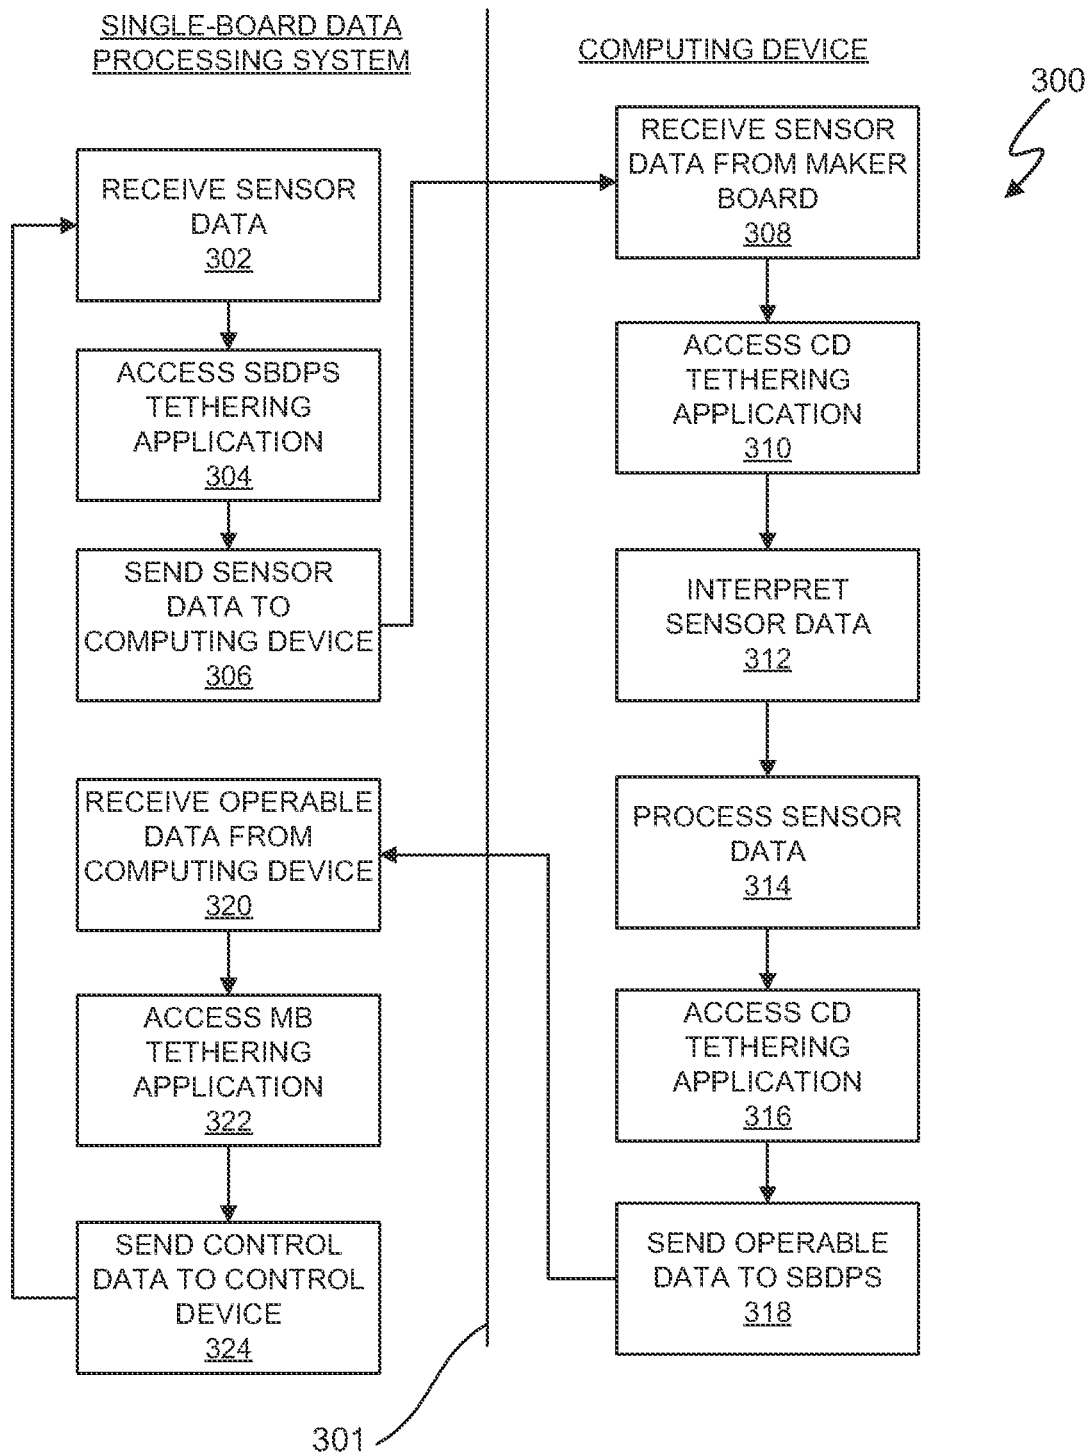 SINGLE-BOARD DATA
PROCESSING SYSTEM
COMPUTING DEVICE
300
RECEIVE SENSOR
DATA
302
ACCESS SBDPS
TETHERING
APPLICATION
304
SEND SENSOR
DATA TO
COMPUTING DEVICE
306
RECEIVE SENSOR
DATA FROM MAKER
BOARD
308
ACCESS CD
TETHERING
APPLICATION
310
INTERPRET
SENSOR DATA
312
PROCESS SENSOR
DATA
314
ACCESS CD
TETHERING
APPLICATION
316
SEND OPERABLE
DATA TO SBDPS
318
RECEIVE OPERABLE
DATA FROM
COMPUTING DEVICE
320
ACCESS MB
TETHERING
APPLICATION
322
SEND CONTROL
DATA TO CONTROL
DEVICE
324
301